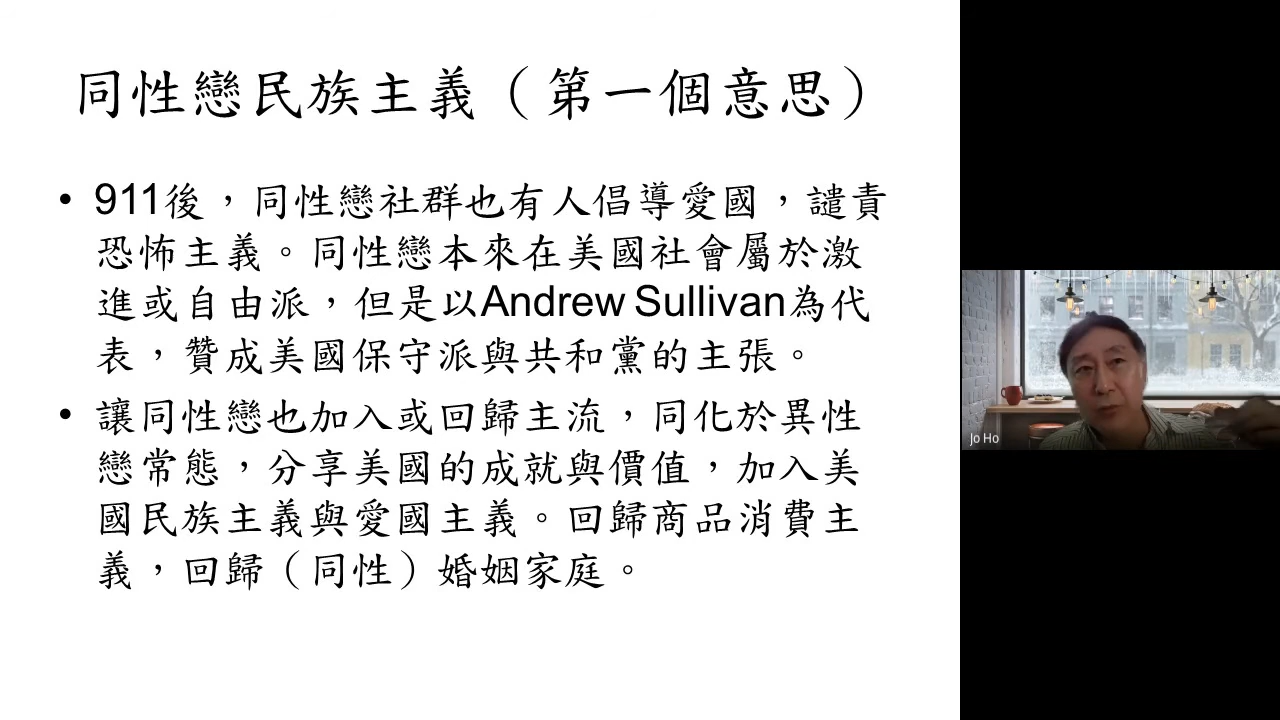 同性戀民族主義（第一個意思）
• 911後，同性戀社群也有人倡導愛國，譴責
恐怖主義。同性戀本來在美國社會屬於激
進或自由派，但是以Andrew Sullivan為代
表，贊成美國保守派與共和黨的主張。
• 讓同性戀也加入或回歸主流，同化於異性
戀常態，分享美國的成就與價值，加入美
國民族主義與愛國主義。回歸商品消費主
義，回歸（同性）婚姻家庭。
Jo Ho